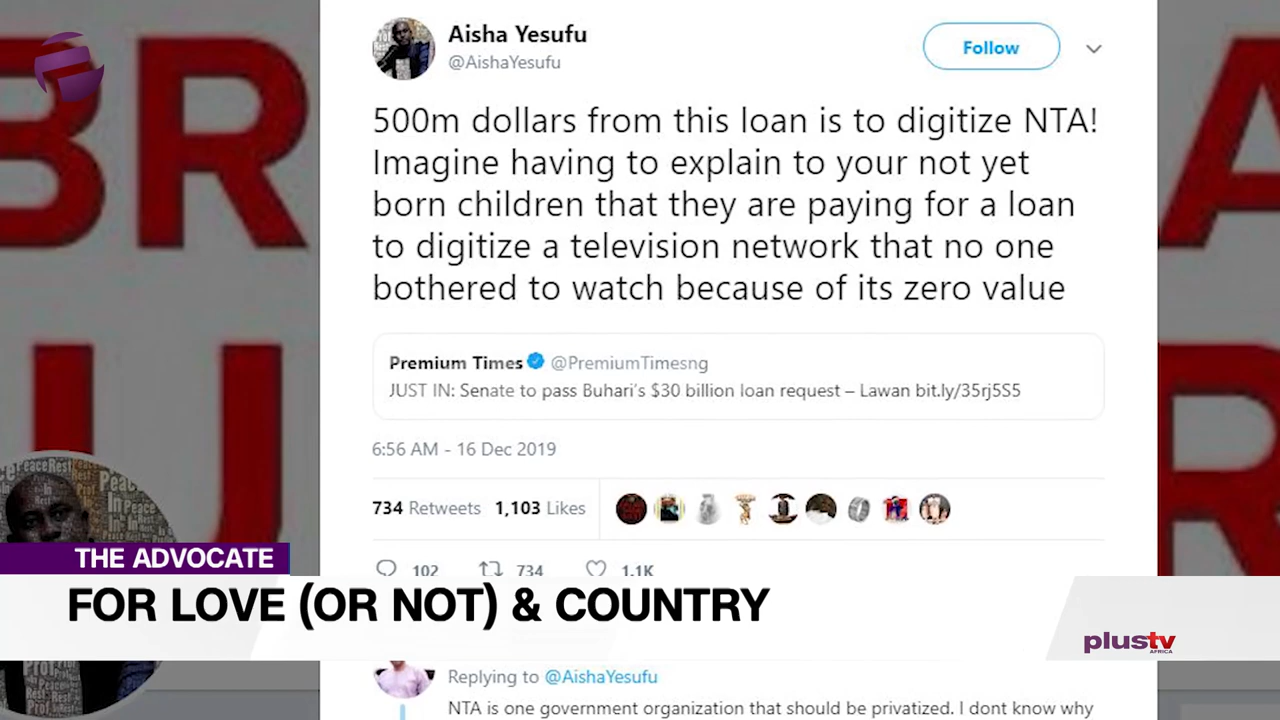 BR
A
U
R
Aisha Yesufu
@AishaYesufu
Follow
500m dollars from this loan is to digitize NTA!
Imagine having to explain to your not yet
born children that they are paying for a loan
to digitize a television network that no one
bothered to watch because of its zero value
Premium Times @PremiumTimesng
JUST IN: Senate to pass Buhari's $30 billion loan request – Lawan bit.ly/35rj5S5
6:56 AM - 16 Dec 2019
734 Retweets 1,103 Likes
102 734 1.1K
THE ADVOCATE
FOR LOVE (OR NOT) & COUNTRY
plustv
AFRICA
Replying to @AishaYesufu
NTA is one government organization that should be privatized. I dont know why